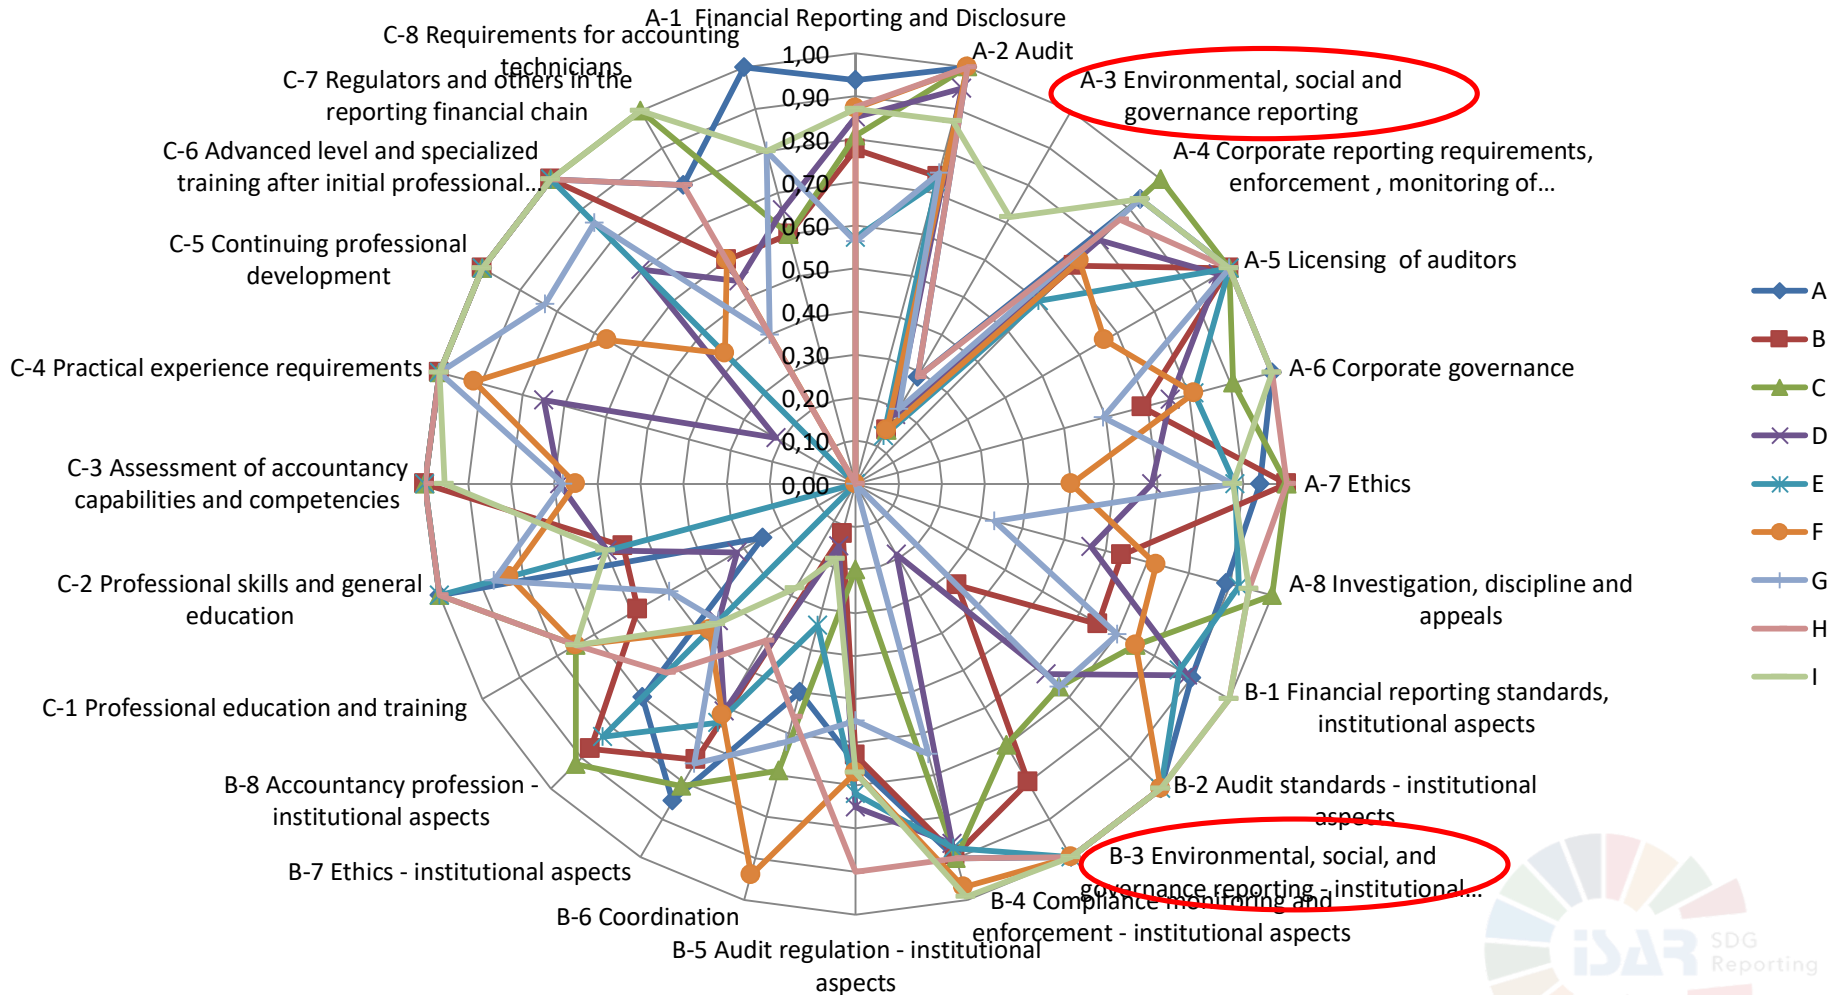 A-1  Financial Reporting and Disclosure
A-2 Audit
A-3 Environmental, social and
governance reporting
A-4 Corporate reporting requirements,
enforcement , monitoring of...
A-5 Licensing  of auditors
A-6 Corporate governance
A-7 Ethics
A-8 Investigation, discipline and
appeals
B-1 Financial reporting standards,
institutional aspects
B-2 Audit standards - institutional
aspects
B-3 Environmental, social, and
governance reporting - institutional...
B-4 Compliance monitoring and
enforcement - institutional aspects
B-5 Audit regulation - institutional
aspects
B-6 Coordination
B-7 Ethics - institutional aspects
B-8 Accountancy profession -
institutional aspects
C-1 Professional education and training
C-2 Professional skills and general
education
C-3 Assessment of accountancy
capabilities and competencies
C-4 Practical experience requirements
C-5 Continuing professional
development
C-6 Advanced level and specialized
training after initial professional...
C-7 Regulators and others in the
reporting financial chain
C-8 Requirements for accounting
technicians
1,00
0,90
0,80
0,70
0,60
0,50
0,40
0,30
0,20
0,10
0,00
A
B
C
D
E
F
G
H
I
iSAR
SDG
Reporting